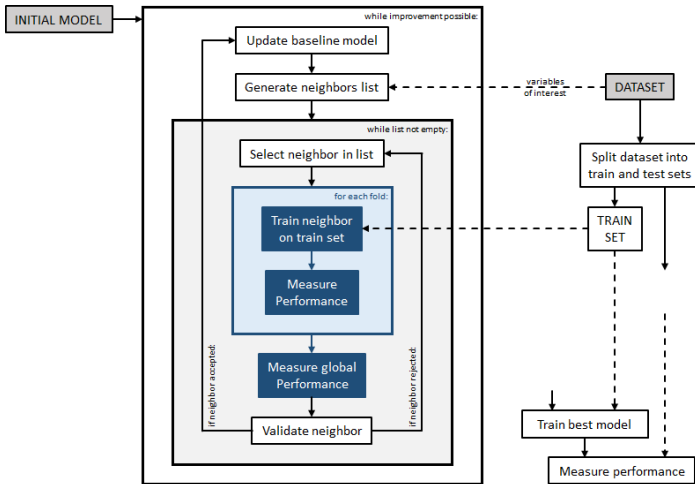 INITIAL MODEL
while improvement possible:
Update baseline model
Generate neighbors list
variables
of interest
DATASET
while list not empty:
Select neighbor in list
Split dataset into
train and test sets
for each fold:
Train neighbor
on train set
TRAIN
SET
Measure
Performance
Measure global
Performance
if neighbor accepted:
if neighbor rejected:
Validate neighbor
Train best model
Measure performance